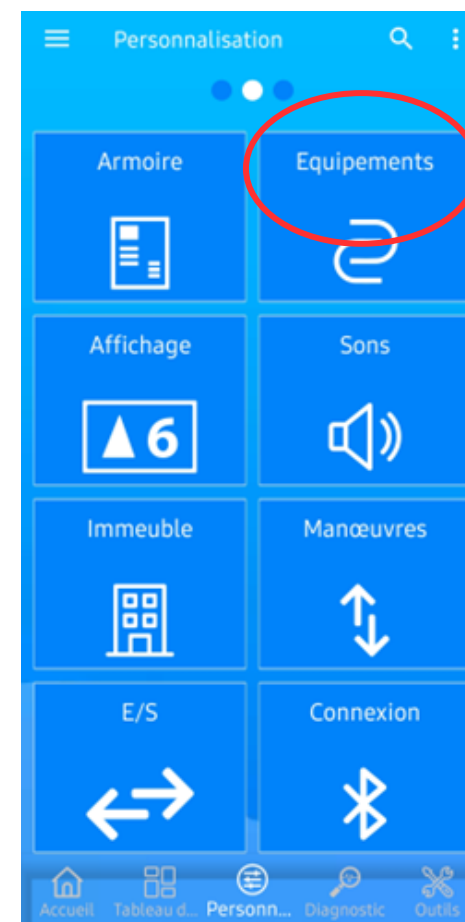 Personnalisation
Armoire
Equipements
Affichage
Sons
6
Immeuble
Manœuvres
E/S
Connexion
Accueil
Tableau d...
Personn...
Diagnostic
Outils